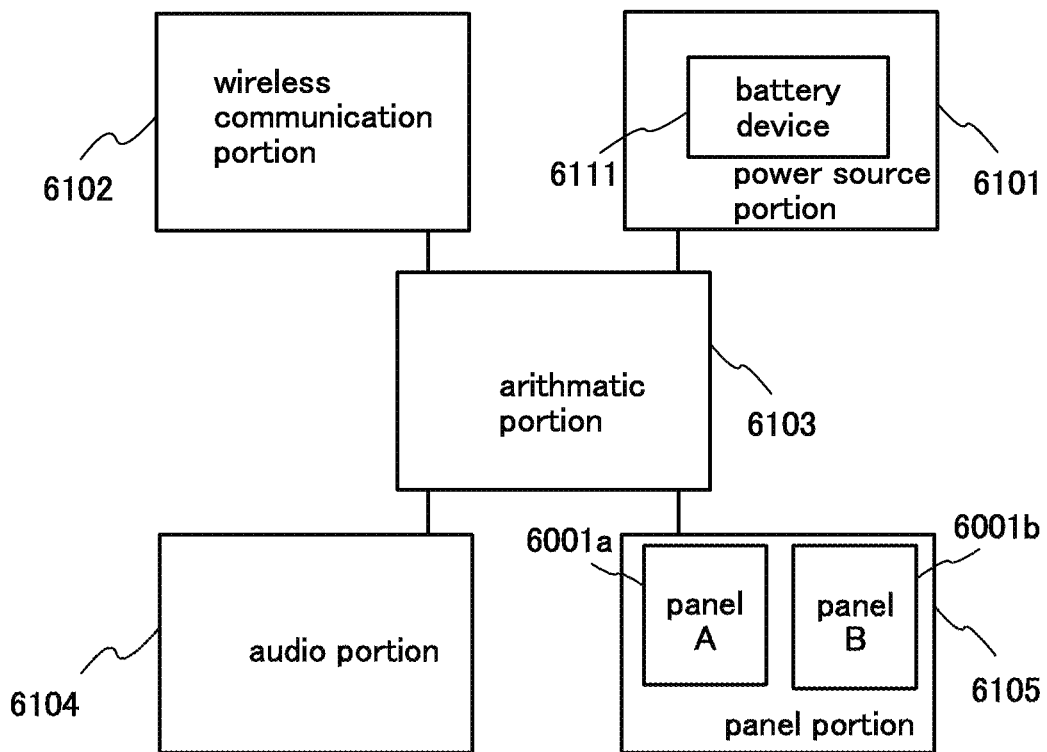 wireless
communication
portion
6102
battery
device
6111
power source
portion
6101
arithmatic
portion
6103
audio portion
6104
6001a
panel
A
6001b
panel
B
6105
panel portion